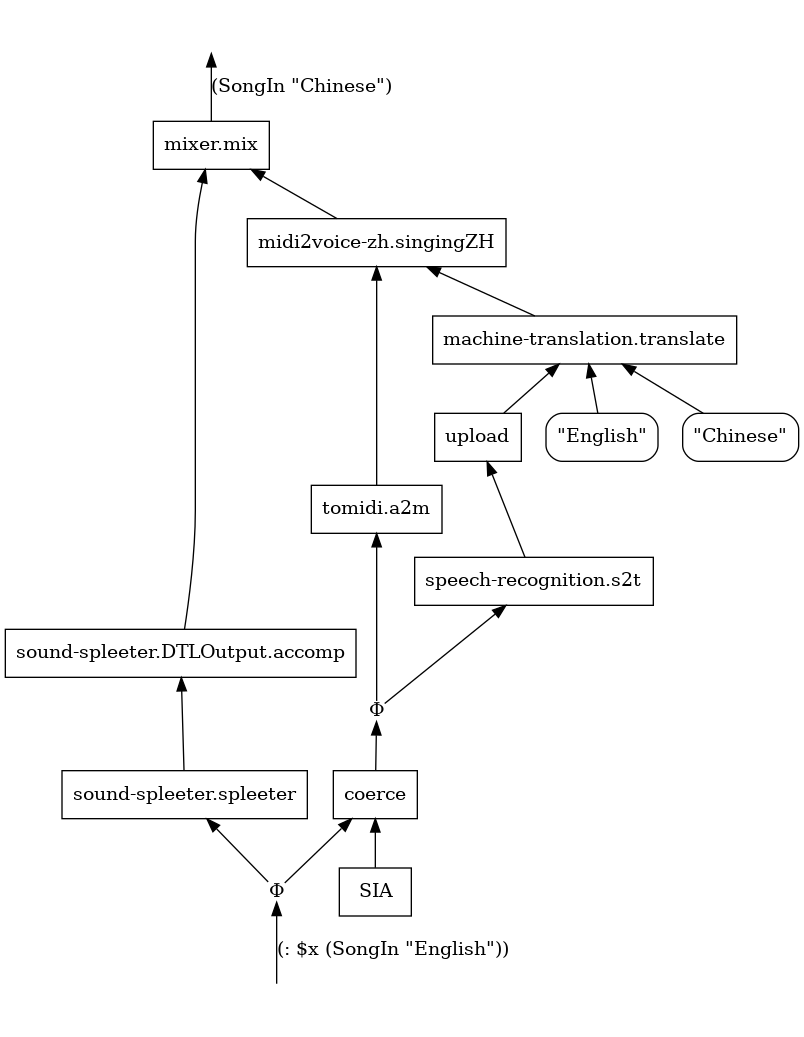 (SongIn "Chinese")
mixer.mix
midi2voice-zh.singingZH
machine-translation.translate
upload
"English"
"Chinese"
tomidi.a2m
speech-recognition.s2t
sound-spleeter.DTLOutput.accomp
Φ
sound-spleeter.spleeter
coerce
Φ
SIA
(: $x (SongIn "English"))